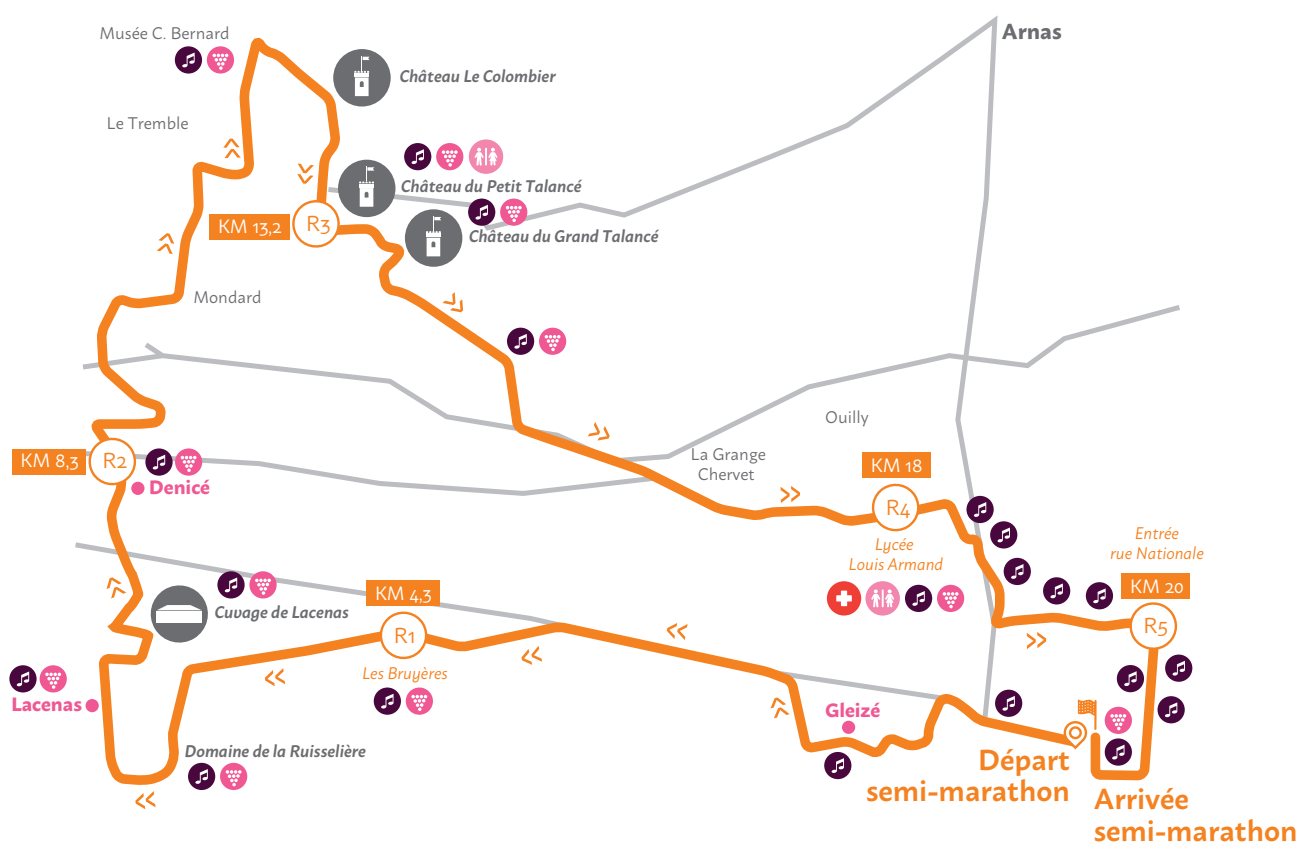 Musée C. Bernard
Arnas
Château Le Colombier
Le Tremble
Château du Petit Talancé
KM 13,2
R3
Château du Grand Talancé
Mondard
Ouilly
La Grange
Chervet
KM 8,3
R2
Denicé
KM 18
R4
Lycée
Louis Armand
Entrée
rue Nationale
KM 20
R5
Cuvage de Lacenas
KM 4,3
R1
Les Bruyères
Lacenas
Gleizé
Domaine de la Ruisselière
Départ
semi-marathon
Arrivée
semi-marathon